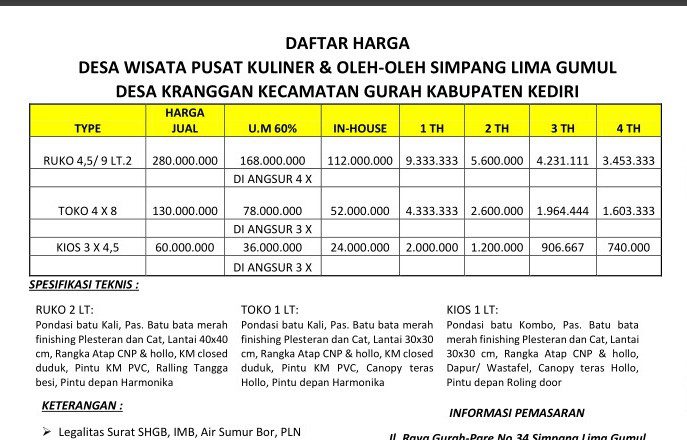 DAFTAR HARGA
DESA WISATA PUSAT KULINER & OLEH-OLEH SIMPANG LIMA GUMUL
DESA KRANGGAN KECAMATAN GURAH KABUPATEN KEDIRI
TYPE HARGA JUAL U.M 60% IN-HOUSE 1 TH 2 TH 3 TH 4 TH
RUKO 4,5/ 9 LT.2 280.000.000 168.000.000 112.000.000 9.333.333 5.600.000 4.231.111 3.453.333
DI ANGSUR 4 X
TOKO 4 X 8 130.000.000 78.000.000 52.000.000 4.333.333 2.600.000 1.964.444 1.603.333
DI ANGSUR 3 X
KIOS 3 X 4,5 60.000.000 36.000.000 24.000.000 2.000.000 1.200.000 906.667 740.000
DI ANGSUR 3 X
SPESIFIKASI TEKNIS :
RUKO 2 LT:
Pondasi batu Kali, Pas. Batu bata merah
finishing Plesteran dan Cat, Lantai 40x40
cm, Rangka Atap CNP & hollo, KM closed
duduk, Pintu KM PVC, Ralling Tangga
besi, Pintu depan Harmonika
TOKO 1 LT:
Pondasi batu Kali, Pas. Batu bata merah
finishing Plesteran dan Cat, Lantai 30x30
cm, Rangka Atap CNP & hollo, KM closed
duduk, Pintu KM PVC, Canopy teras
Hollo, Pintu depan Harmonika
KIOS 1 LT:
Pondasi batu Kombo, Pas. Batu bata
merah finishing Plesteran dan Cat, Lantai
30x30 cm, Rangka Atap CNP & hollo,
Dapur/ Wastafel, Canopy teras Hollo,
Pintu depan Roling door
KETERANGAN :
➢ Legalitas Surat SHGB, IMB, Air Sumur Bor, PLN
INFORMASI PEMASARAN
Jl. Raya Gurah-Pare No.34 Simpang Lima Gumul